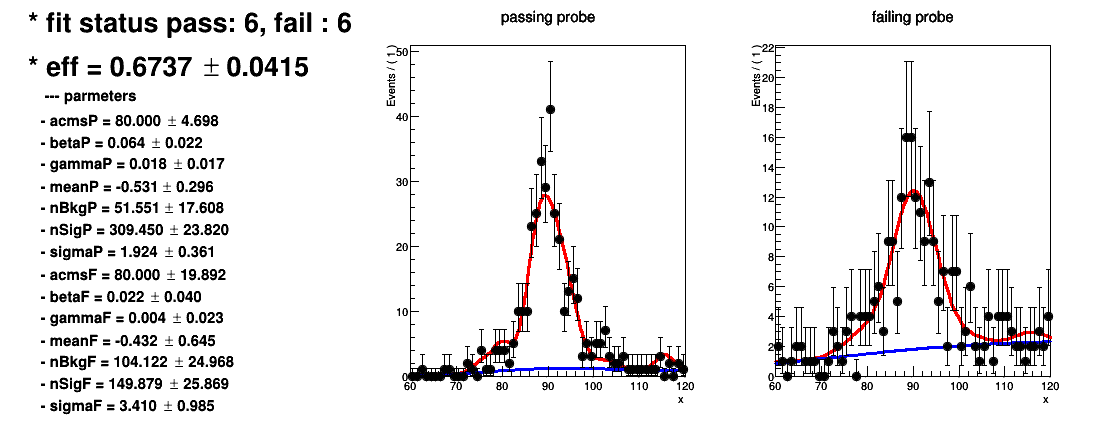 * fit status pass: 6, fail : 6
* eff = 0.6737 ± 0.0415
--- parmeters
- acmsP = 80.000 ± 4.698
- betaP = 0.064 ± 0.022
- gammaP = 0.018 ± 0.017
- meanP = -0.531 ± 0.296
- nBkgP = 51.551 ± 17.608
- nSigP = 309.450 ± 23.820
- sigmaP = 1.924 ± 0.361
- acmsF = 80.000 ± 19.892
- betaF = 0.022 ± 0.040
- gammaF = 0.004 ± 0.023
- meanF = -0.432 ± 0.645
- nBkgF = 104.122 ± 24.968
- nSigF = 149.879 ± 25.869
- sigmaF = 3.410 ± 0.985
passing probe
Events / ( 1 )
50
40
30
20
10
0
60 70 80 90 100 110 120
x
failing probe
Events / ( 1 )
22
20
18
16
14
12
10
8
6
4
2
0
60 70 80 90 100 110 120
x